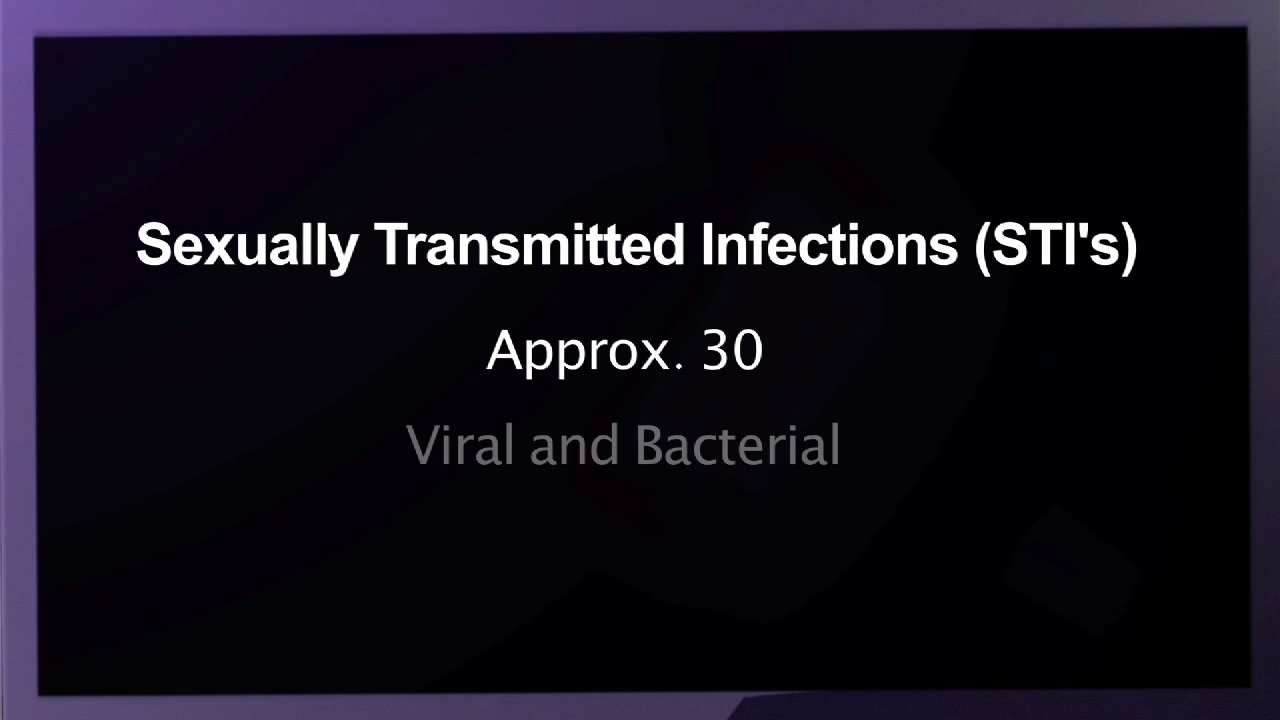 Sexually Transmitted Infections (STI's)
Approx. 30
Viral and Bacterial